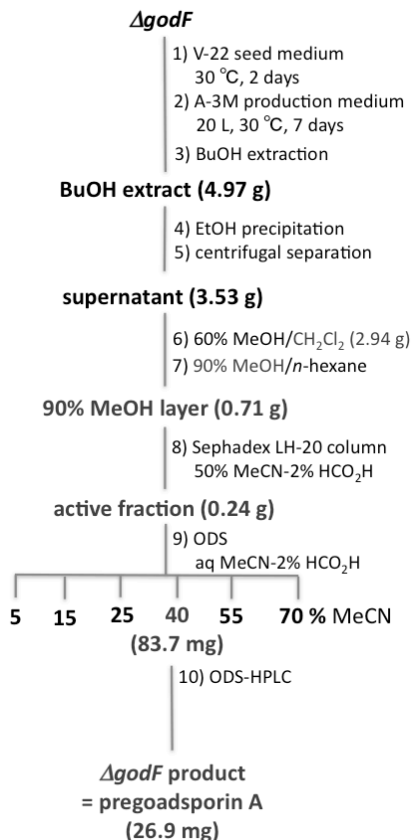 ΔgodF
1) V-22 seed medium
30 ℃, 2 days
2) A-3M production medium
20 L, 30 ℃, 7 days
3) BuOH extraction
BuOH extract (4.97 g)
4) EtOH precipitation
5) centrifugal separation
supernatant (3.53 g)
6) 60% MeOH/CH₂Cl₂ (2.94 g)
7) 90% MeOH/n-hexane
90% MeOH layer (0.71 g)
8) Sephadex LH-20 column
50% MeCN-2% HCO₂H
active fraction (0.24 g)
9) ODS
aq MeCN-2% HCO₂H
5 15 25 40 55 70 % MeCN
(83.7 mg)
10) ODS-HPLC
ΔgodF product
= pregoadsporin A
(26.9 mg)